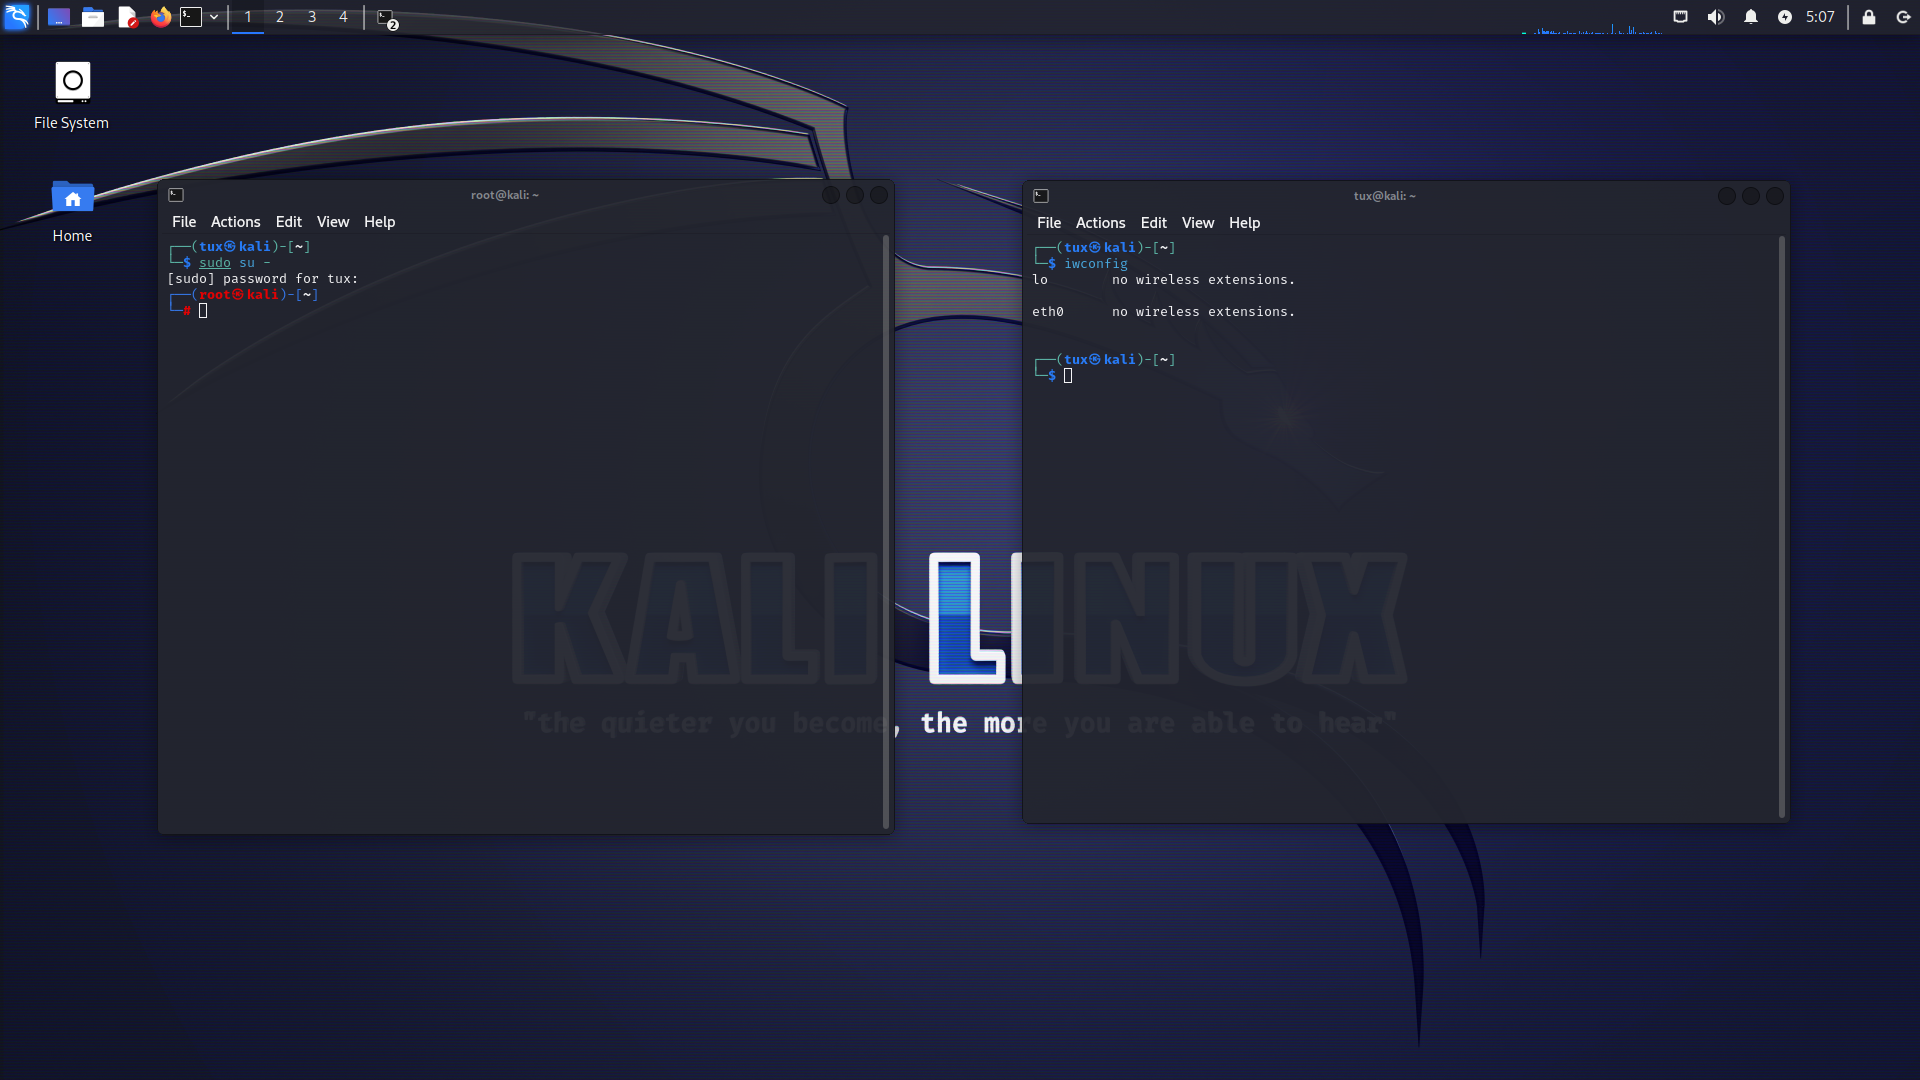 1 2 3 4 2 5:07
File System
Home
root@kali: ~
File Actions Edit View Help
┌──(tux㉿kali)-[~]
└─$ sudo su -
[sudo] password for tux:
┌──(root㉿kali)-[~]
└─#
tux@kali: ~
File Actions Edit View Help
┌──(tux㉿kali)-[~]
└─$ iwconfig
lo        no wireless extensions.
eth0      no wireless extensions.
┌──(tux㉿kali)-[~]
└─$
KALI LINUX
"the quieter you become, the more you are able to hear"